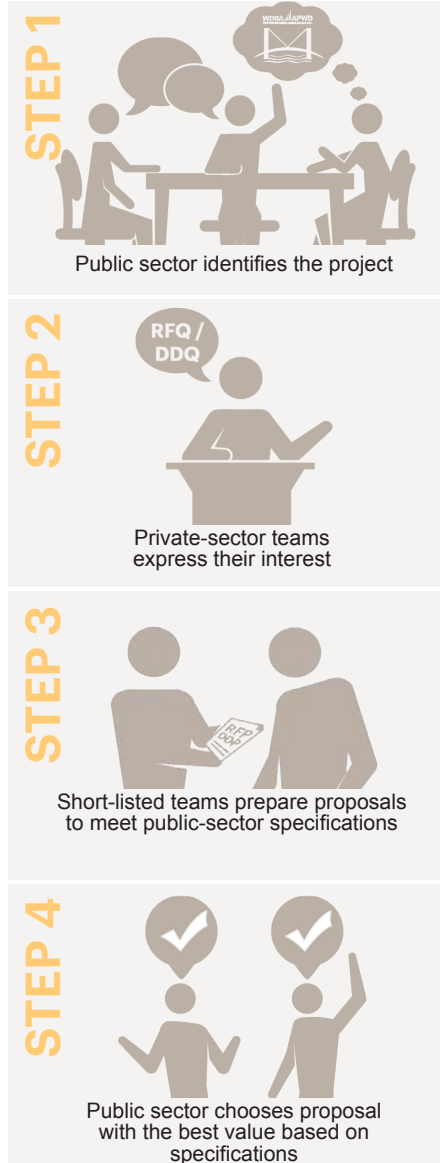 STEP 1
WDBA APWD
Public sector identifies the project
STEP 2
RFQ /
DDQ
Private-sector teams
express their interest
STEP 3
RFP
DDP
Short-listed teams prepare proposals
to meet public-sector specifications
STEP 4
Public sector chooses proposal
with the best value based on
specifications